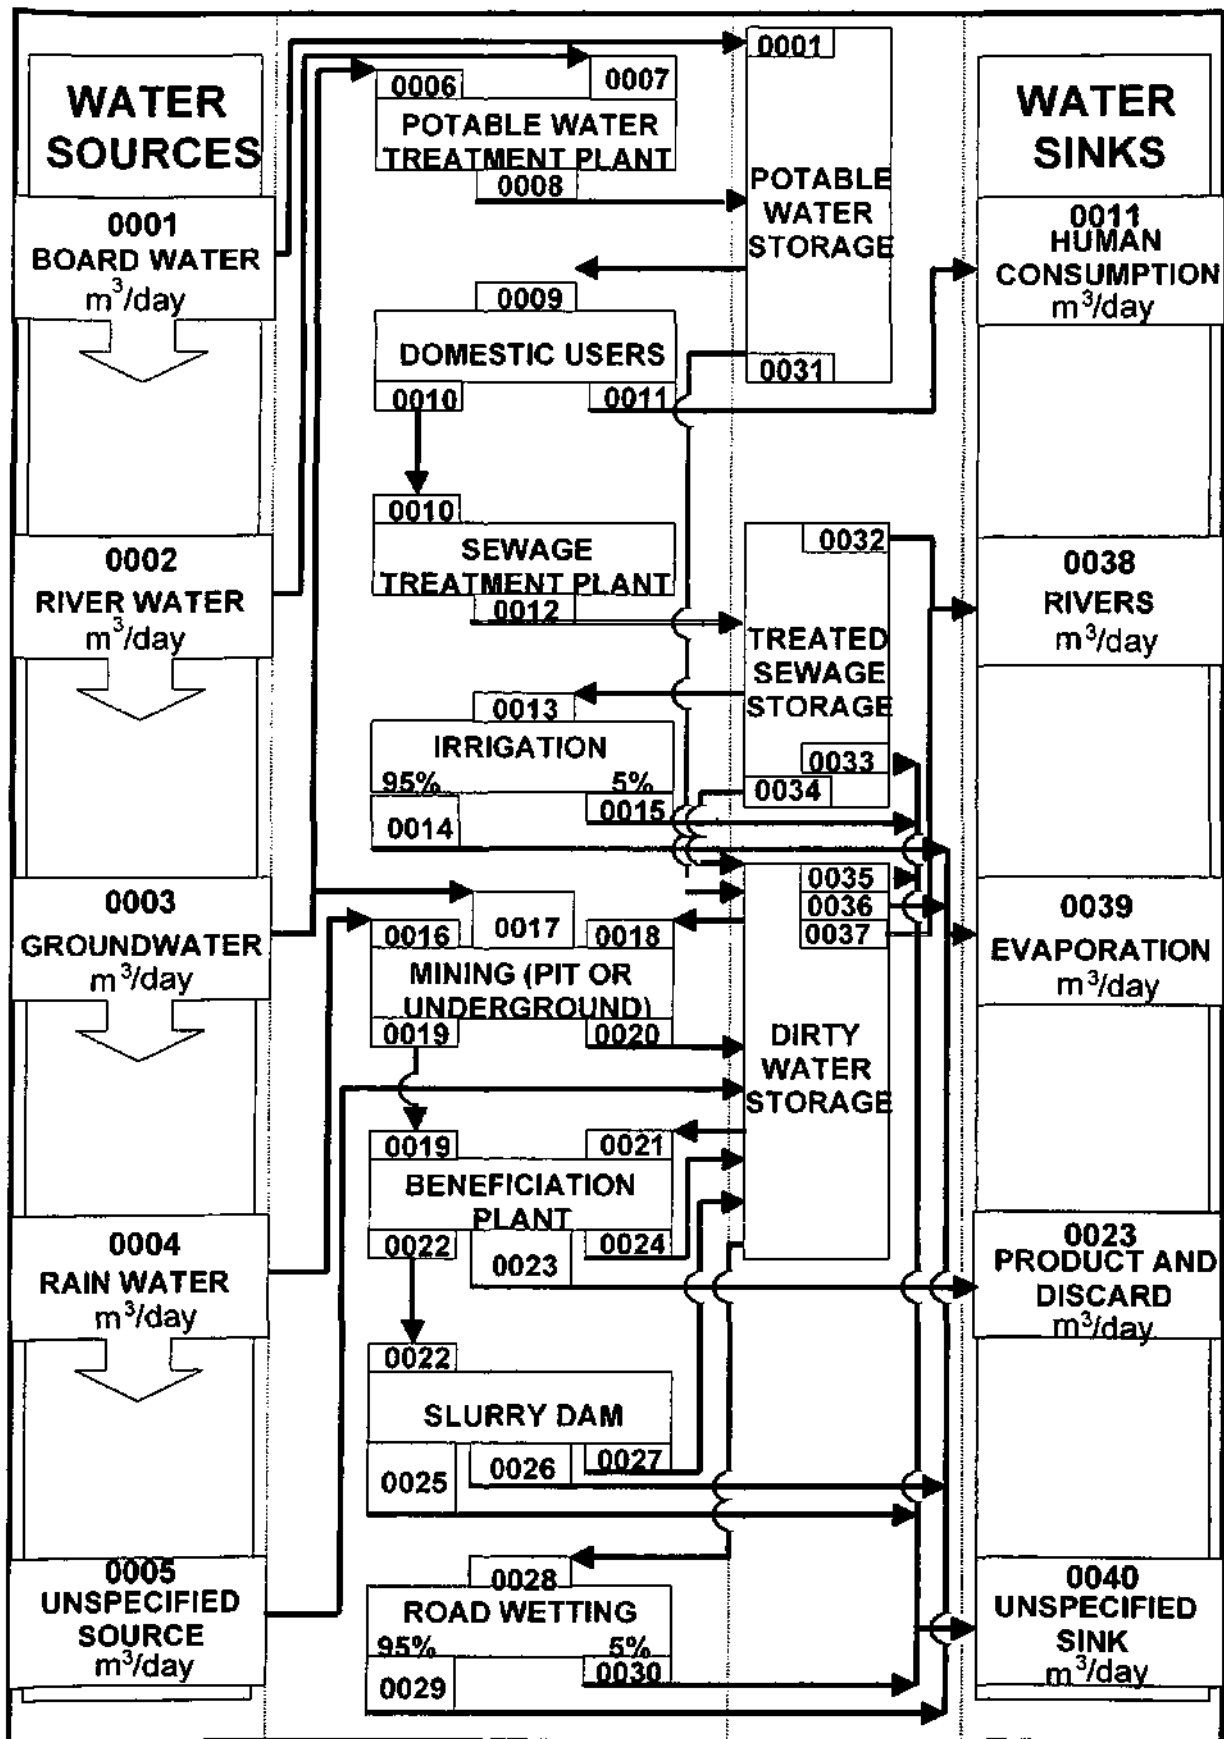 WATER
SOURCES
0001
BOARD WATER
m³/day
0002
RIVER WATER
m³/day
0003
GROUNDWATER
m³/day
0004
RAIN WATER
m³/day
0005
UNSPECIFIED
SOURCE
m³/day
0006
0007
POTABLE WATER
TREATMENT PLANT
0008
0009
DOMESTIC USERS
0010
0011
0010
SEWAGE
TREATMENT PLANT
0012
0013
IRRIGATION
95%
5%
0014
0015
0016
0017
0018
MINING (PIT OR
UNDERGROUND)
0019
0020
0019
0021
BENEFICIATION
PLANT
0022
0023
0024
0022
SLURRY DAM
0025
0026
0027
0028
ROAD WETTING
95%
5%
0029
0030
0001
POTABLE
WATER
STORAGE
0031
0032
TREATED
SEWAGE
STORAGE
0033
0034
0035
0036
0037
DIRTY
WATER
STORAGE
WATER
SINKS
0011
HUMAN
CONSUMPTION
m³/day
0038
RIVERS
m³/day
0039
EVAPORATION
m³/day
0023
PRODUCT AND
DISCARD
m³/day
0040
UNSPECIFIED
SINK
m³/day